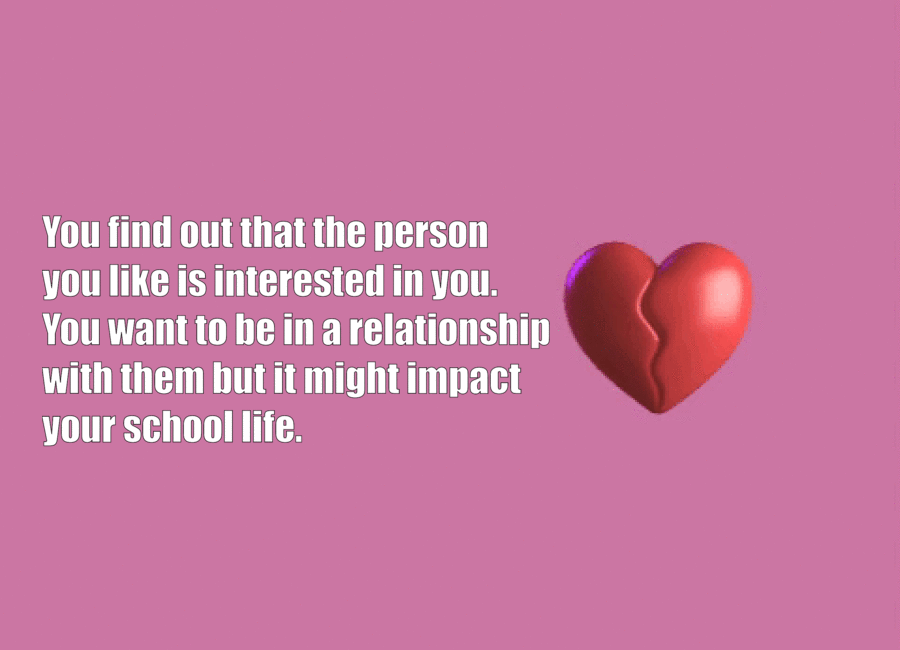 You find out that the person
you like is interested in you.
You want to be in a relationship
with them but it might impact
your school life.